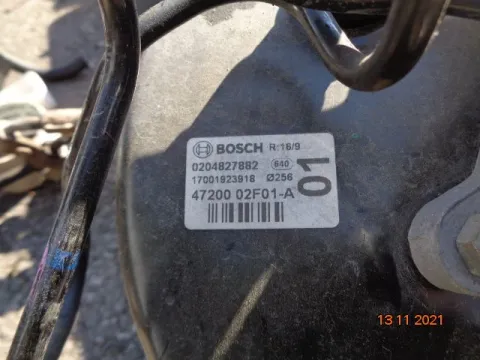 BOSCH R:16/9
0204827882 640
17001923918 Ø256
47200 02F01-A
01
13 11 2021